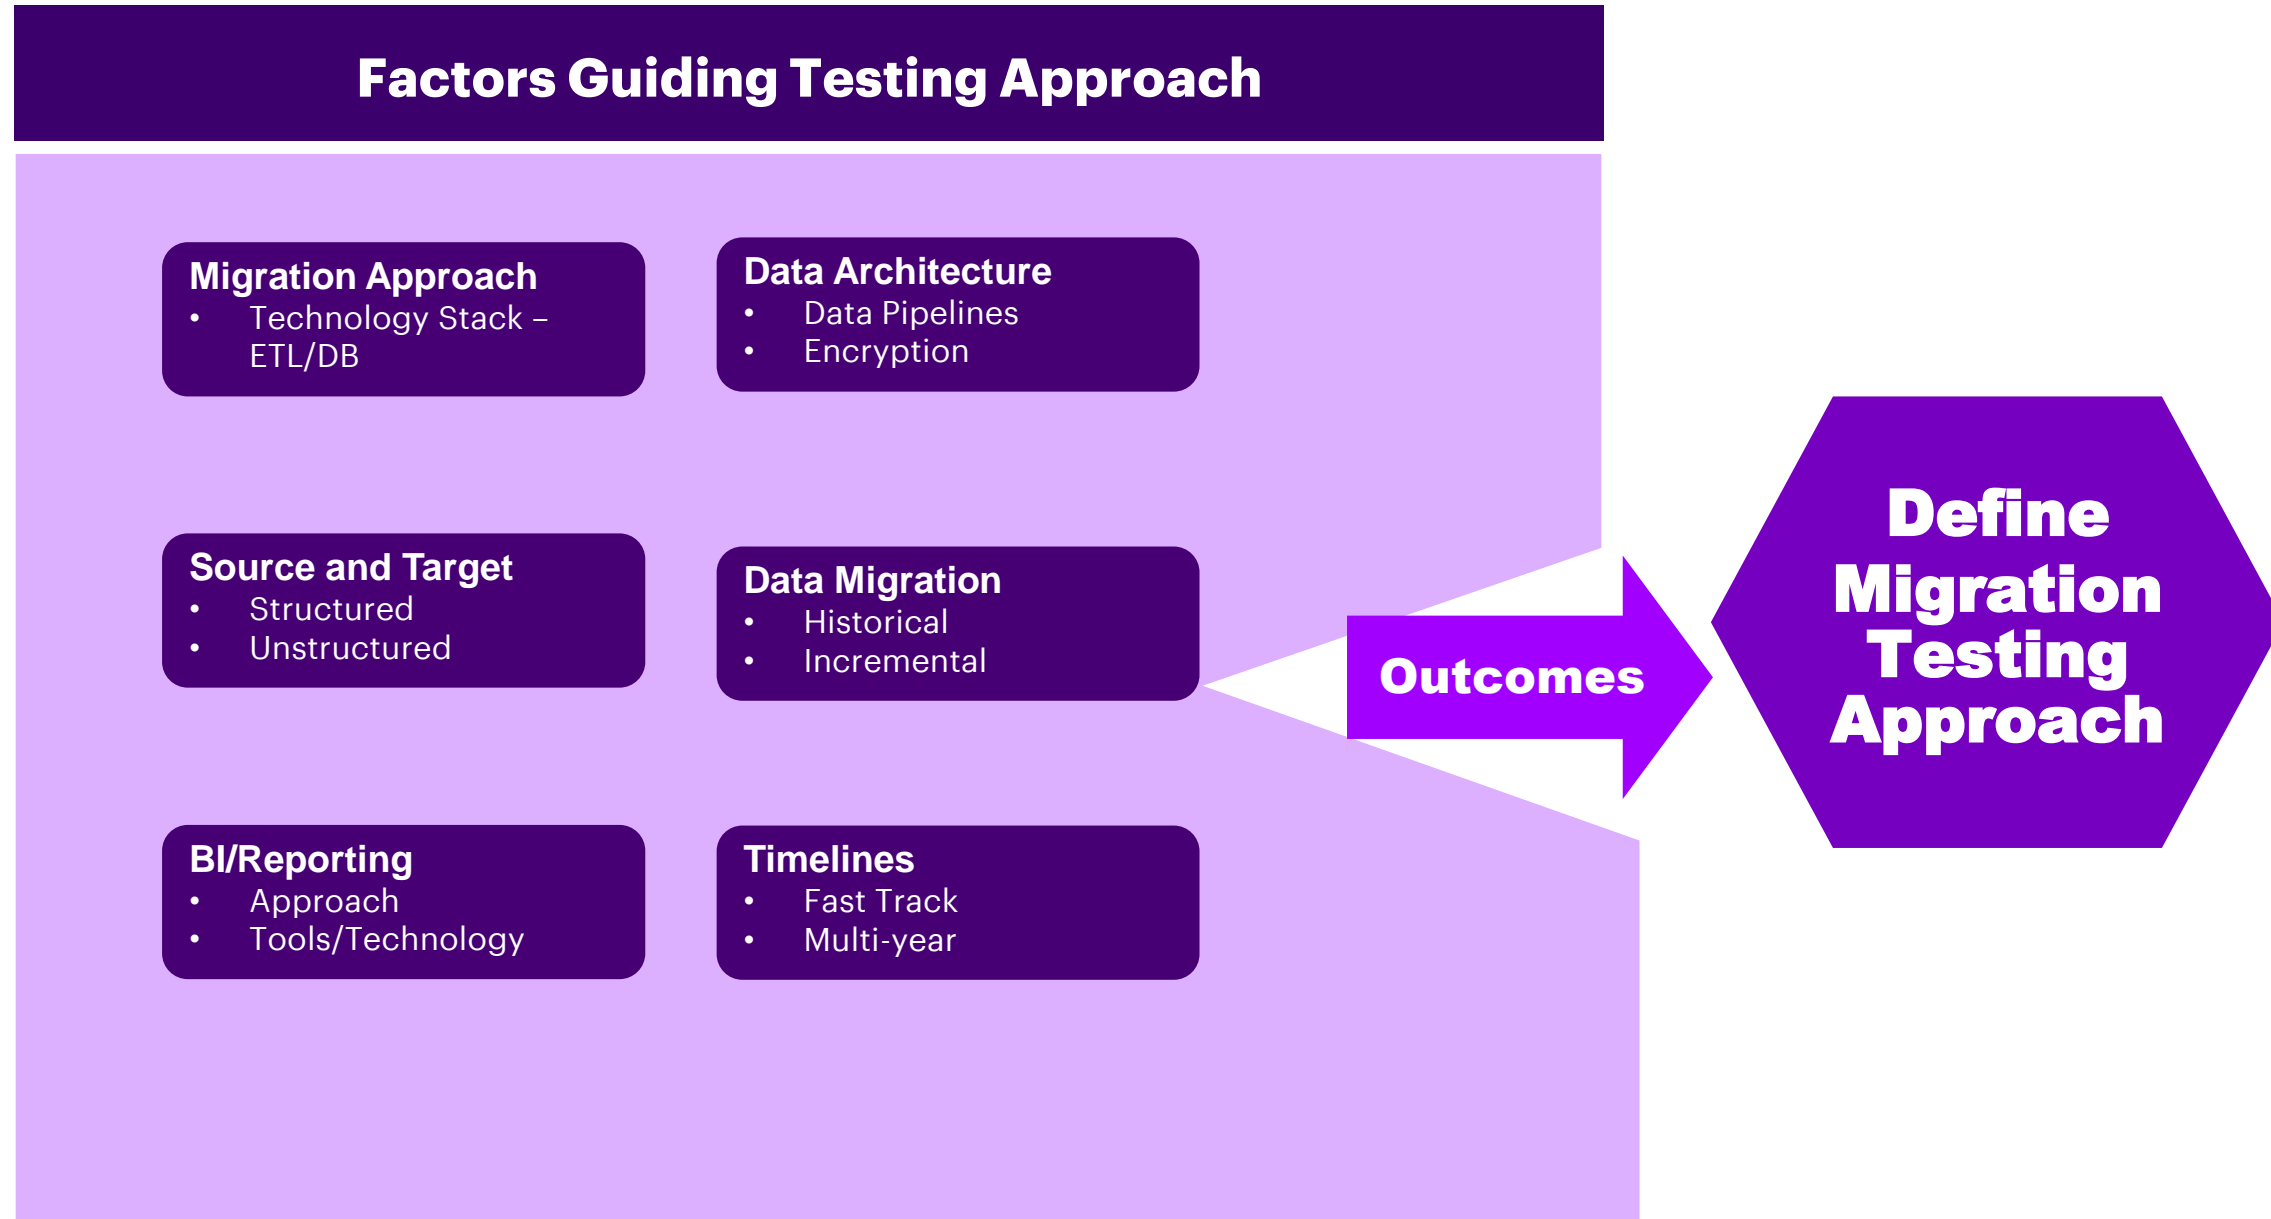 Factors Guiding Testing Approach
Migration Approach
• Technology Stack –
ETL/DB
Data Architecture
• Data Pipelines
• Encryption
Source and Target
• Structured
• Unstructured
Data Migration
• Historical
• Incremental
BI/Reporting
• Approach
• Tools/Technology
Timelines
• Fast Track
• Multi-year
Outcomes
Define
Migration
Testing
Approach